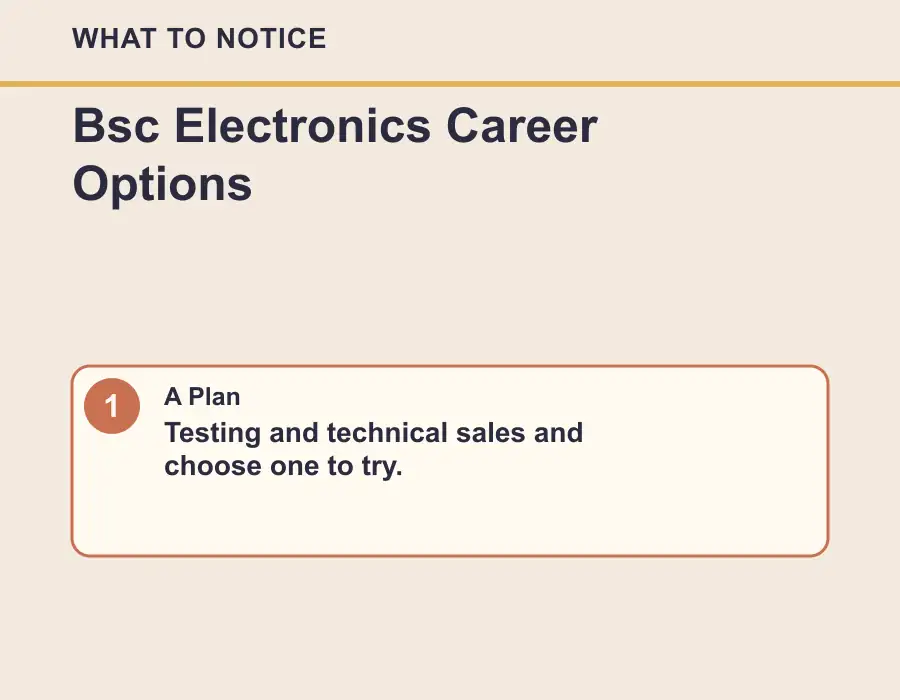 WHAT TO NOTICE
Bsc Electronics Career
Options
1
A Plan
Testing and technical sales and
choose one to try.